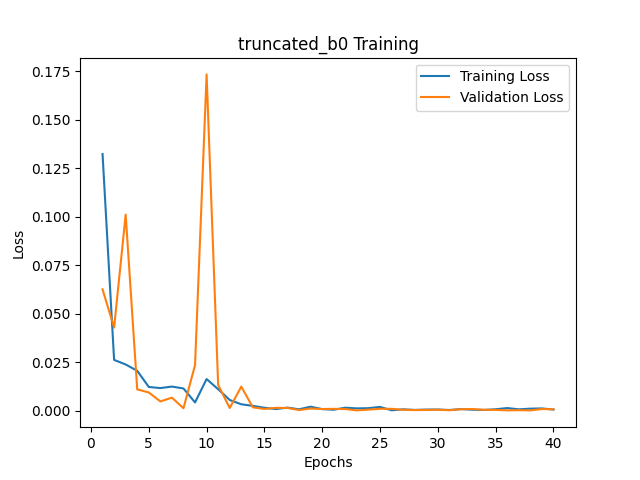 truncated_b0 Training
Training Loss
Validation Loss
Loss
0.175
0.150
0.125
0.100
0.075
0.050
0.025
0.000
0 5 10 15 20 25 30 35 40
Epochs